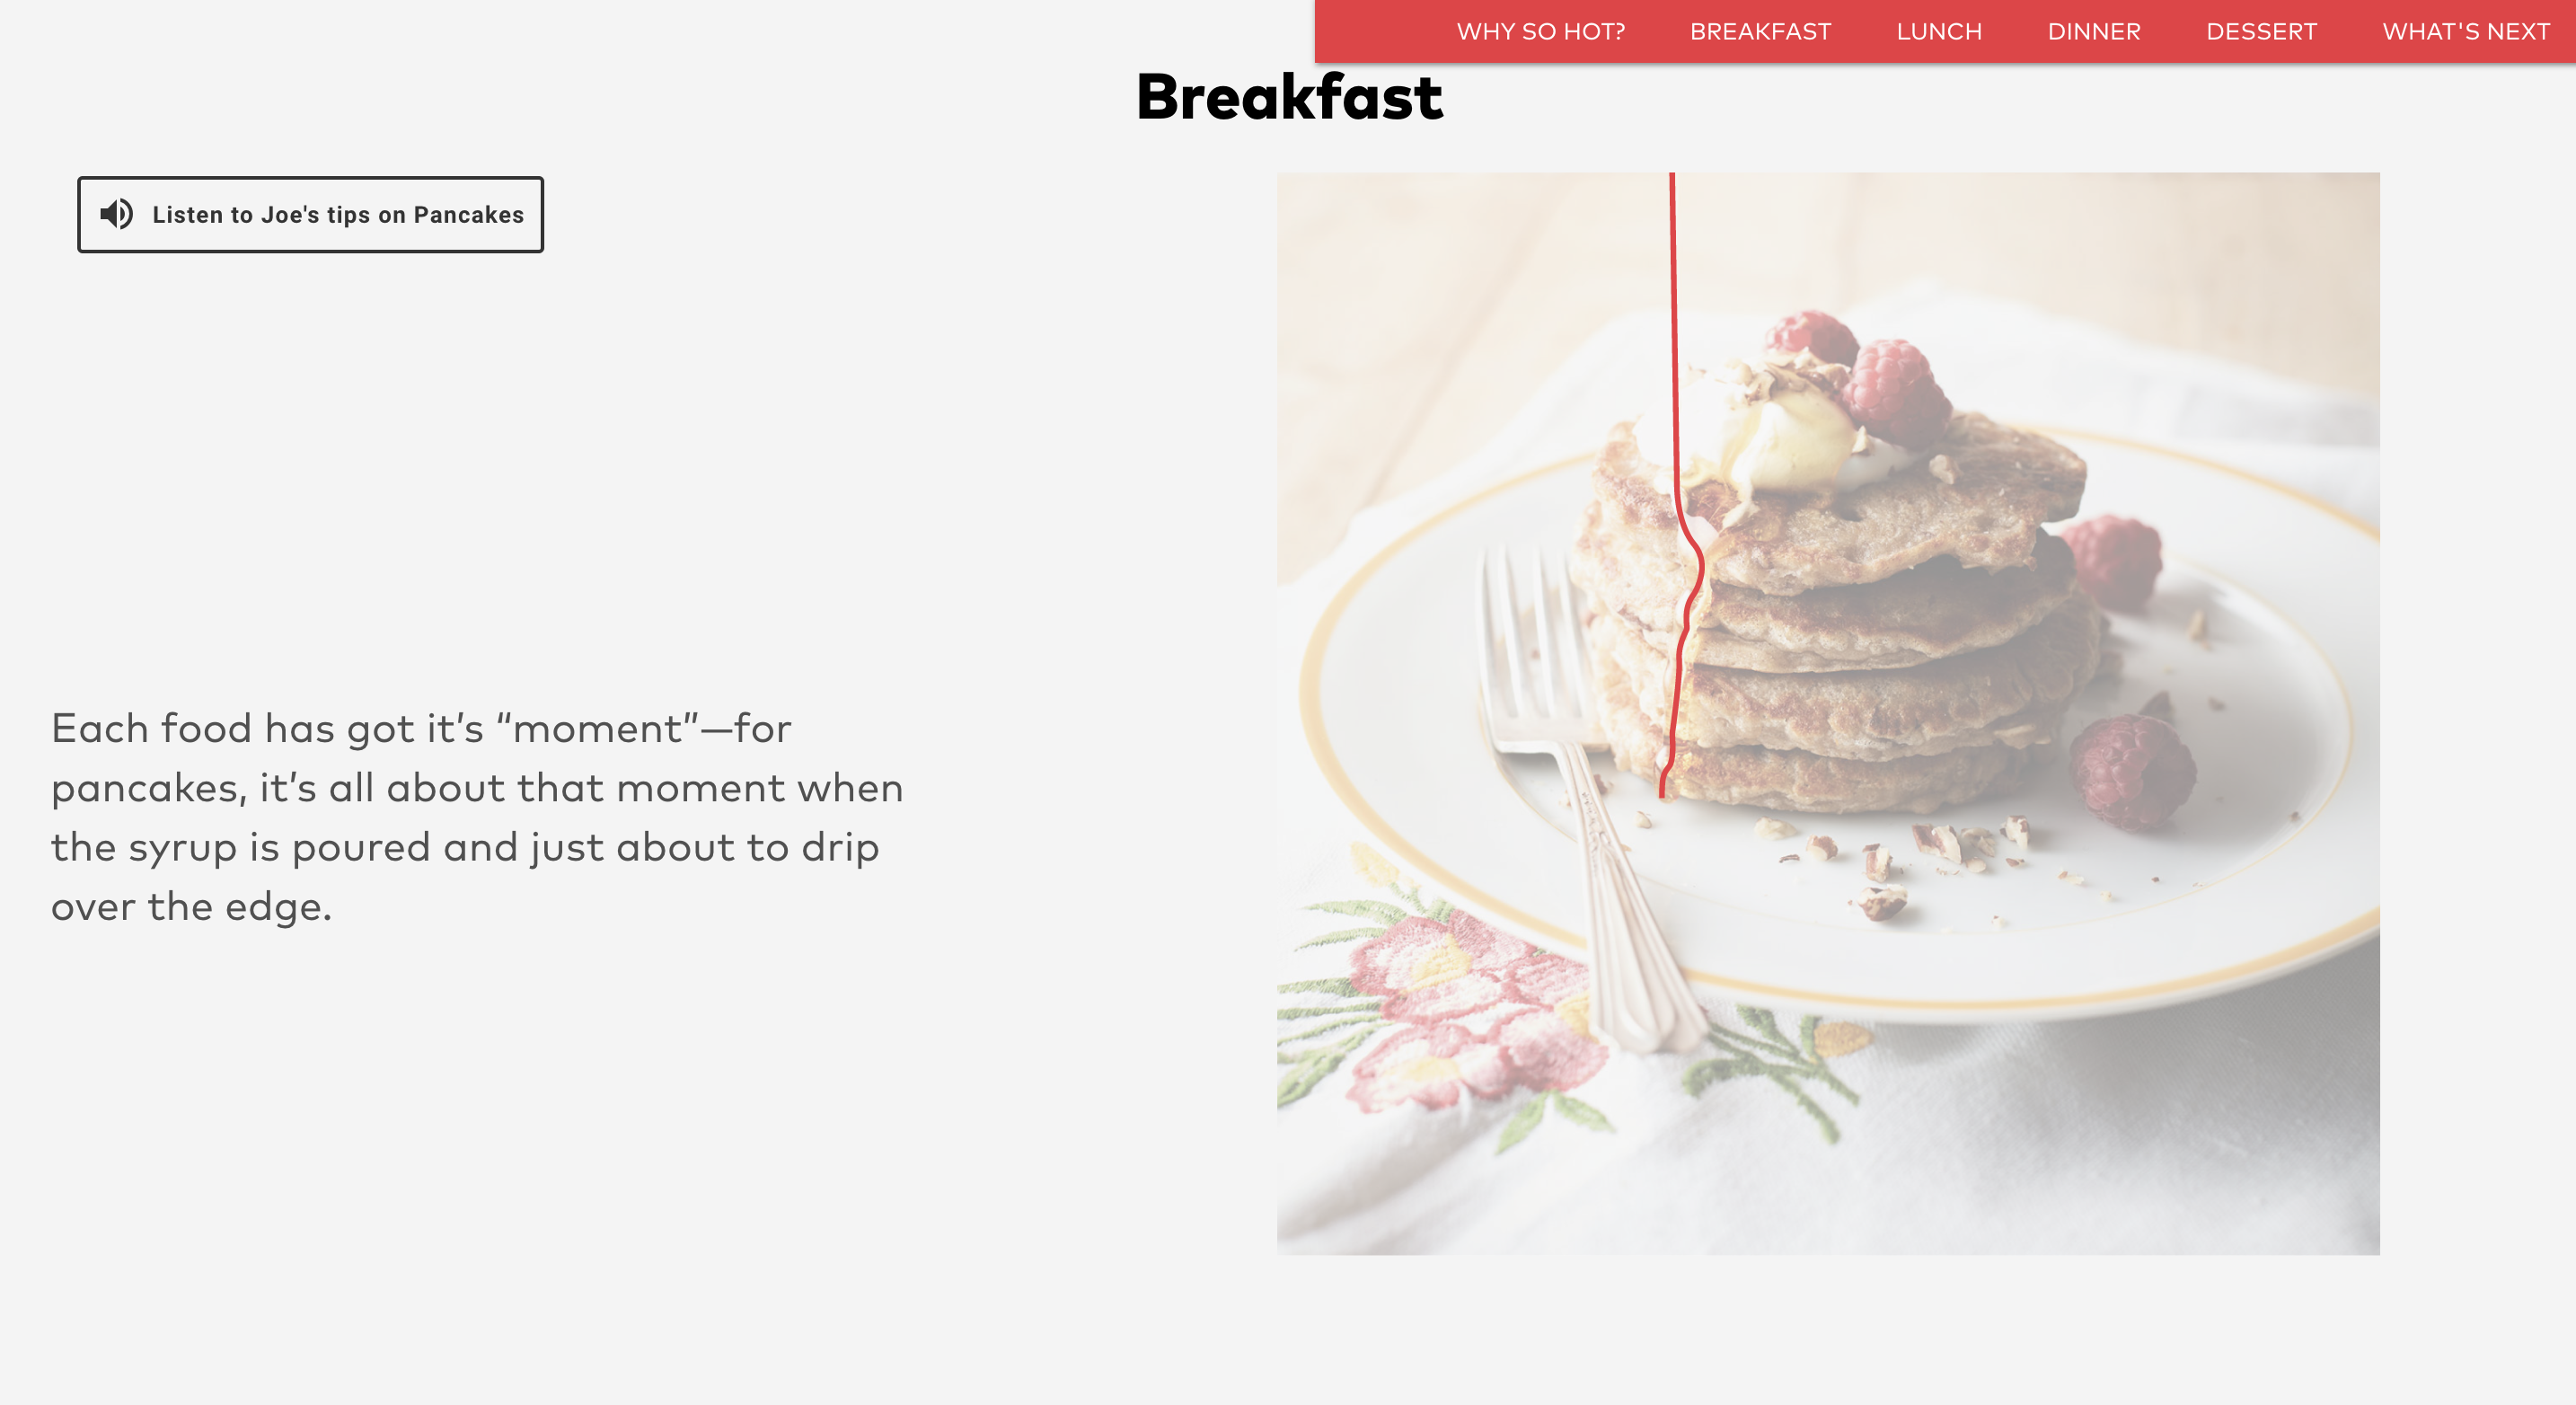 WHY SO HOT? BREAKFAST LUNCH DINNER DESSERT WHAT'S NEXT
Breakfast
Listen to Joe's tips on Pancakes
Each food has got it’s “moment”—for
pancakes, it’s all about that moment when
the syrup is poured and just about to drip
over the edge.